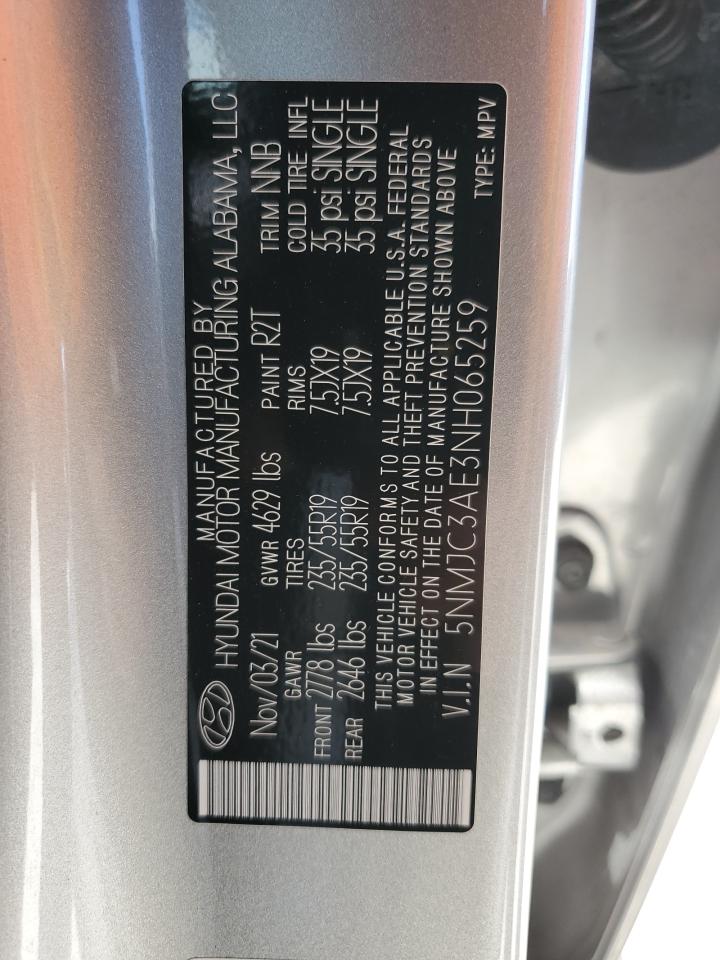 MANUFACTURED BY
HYUNDAI MOTOR MANUFACTURING ALABAMA, LLC
Nov/03/21 GVWR 4629 lbs PAINT R2T TRIM NNB
GAWR TIRES RIMS COLD TIRE INFL
FRONT 2778 lbs 235/55R19 7.5JX19 35 psi SINGLE
REAR 2646 lbs 235/55R19 7.5JX19 35 psi SINGLE
THIS VEHICLE CONFORMS TO ALL APPLICABLE U.S.A. FEDERAL
MOTOR VEHICLE SAFETY AND THEFT PREVENTION STANDARDS
IN EFFECT ON THE DATE OF MANUFACTURE SHOWN ABOVE
V.I.N 5NMJC3AE3NH065259 TYPE: MPV